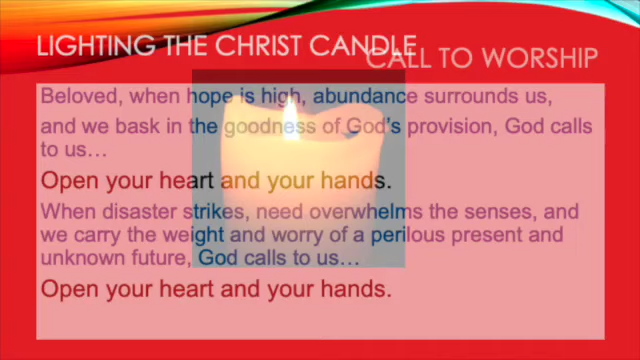 LIGHTING THE CHRIST CANDLE
CALL TO WORSHIP
Beloved, when hope is high, abundance surrounds us,
and we bask in the goodness of God's provision, God calls
to us…
Open your heart and your hands.
When disaster strikes, need overwhelms the senses, and
we carry the weight and worry of a perilous present and
unknown future, God calls to us…
Open your heart and your hands.